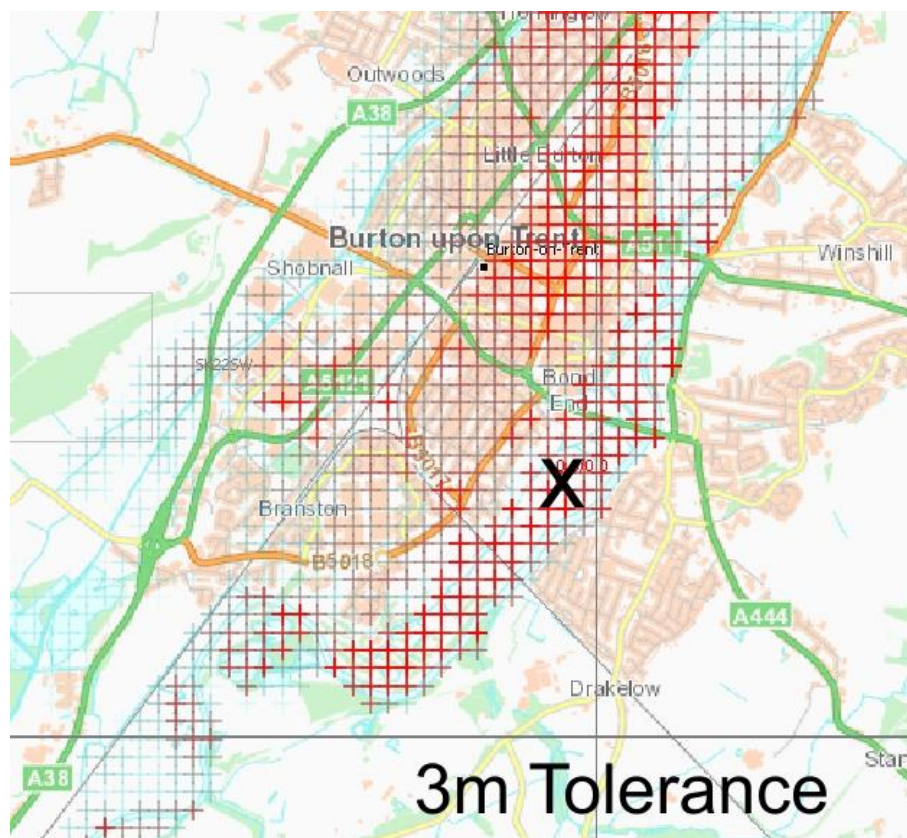 Outwoods
A38
Little Burton
Burton upon Trent
Burton-on-Trent
Shobnall
Winshill
SK22SW
Bond
End
X
B5017
Branston
B5018
A444
Drakelow
A38
Stan
3m Tolerance